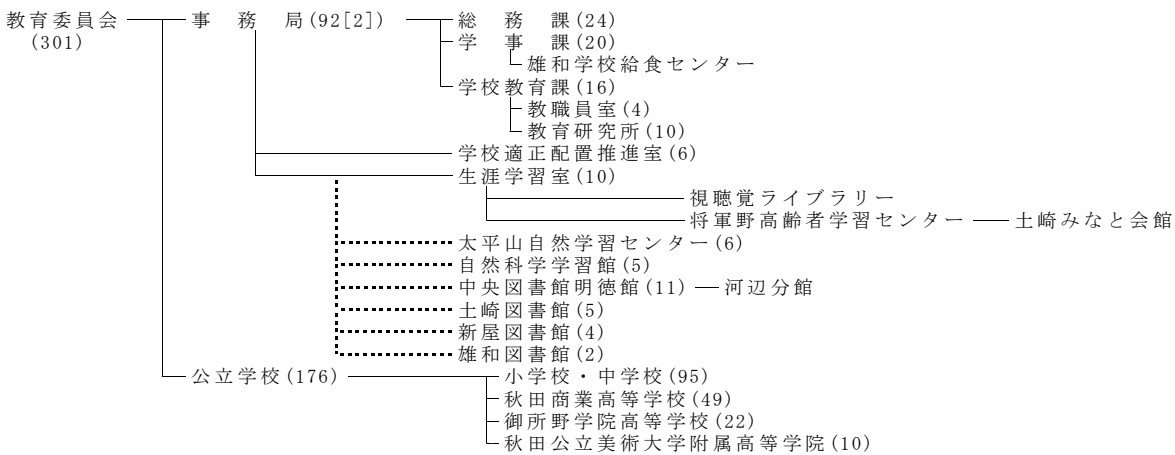 教育委員会 事務局(92[2]) 総務課(24)
(301) 学事課(20)
雄和学校給食センター
学校教育課(16)
教職員室(4)
教育研究所(10)
学校適正配置推進室(6)
生涯学習室(10)
視聴覚ライブラリー
将軍野高齢者学習センター 土崎みなと会館
太平山自然学習センター(6)
自然科学学習館(5)
中央図書館明徳館(11) 河辺分館
土崎図書館(5)
新屋図書館(4)
雄和図書館(2)
公立学校(176) 小学校・中学校(95)
秋田商業高等学校(49)
御所野学院高等学校(22)
秋田公立美術大学附属高等学院(10)